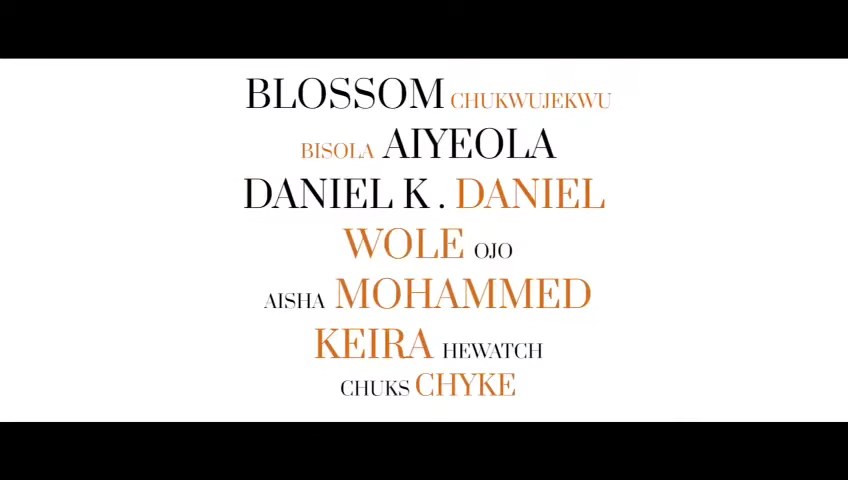 BLOSSOM CHUKWUJEKWU
BISOLA AIYEOLA
DANIEL K. DANIEL
WOLE OJO
AISHA MOHAMMED
KEIRA HEWATCH
CHUKS CHYKE